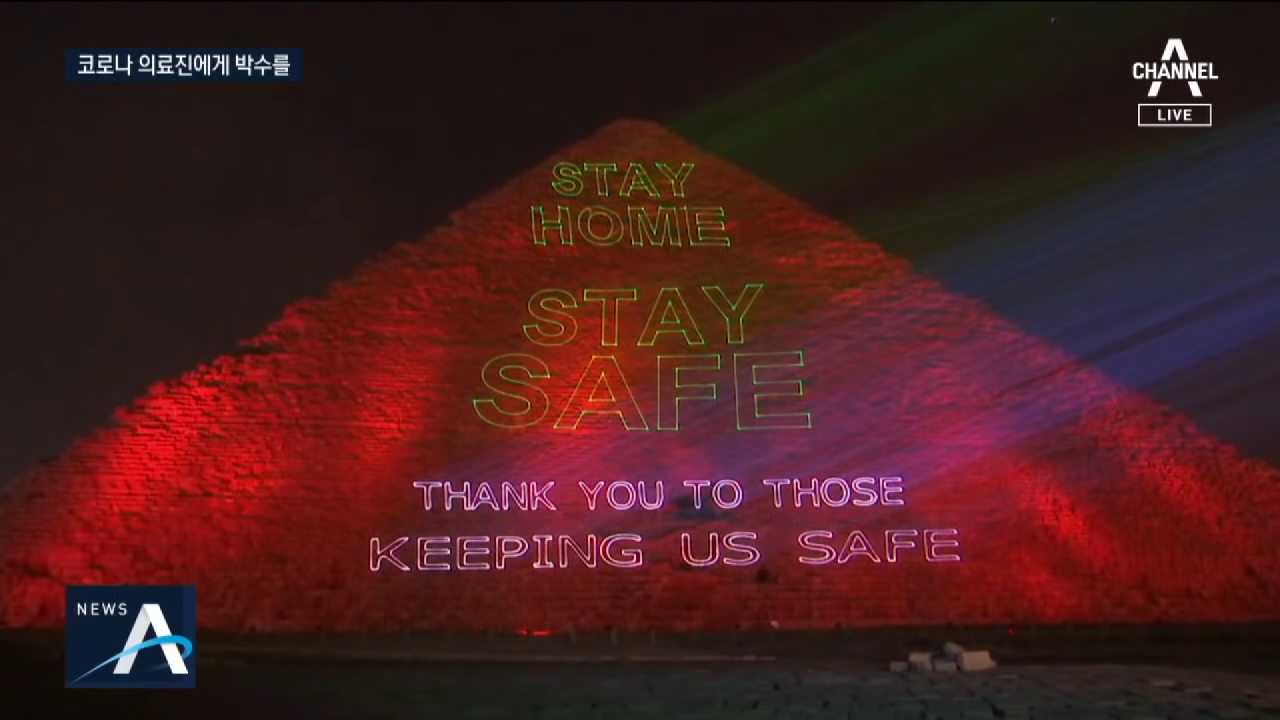 코로나 의료진에게 박수를
CHANNEL A
LIVE
STAY
HOME
STAY
SAFE
THANK YOU TO THOSE
KEEPING US SAFE
NEWS A